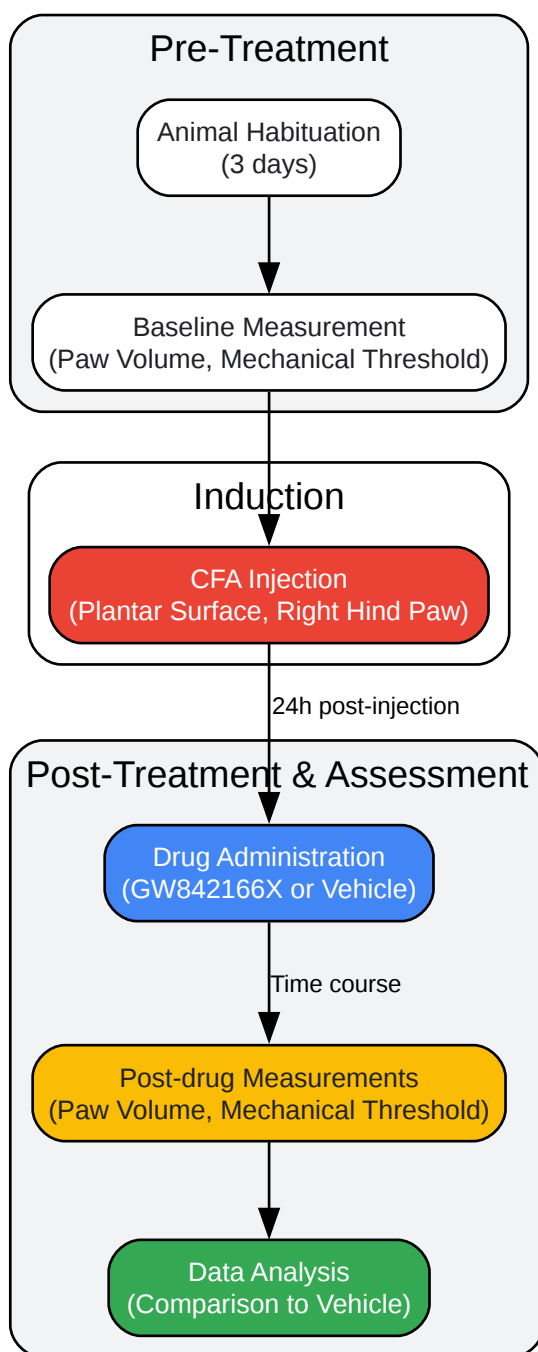 Pre-Treatment
Animal Habituation
(3 days)
Baseline Measurement
(Paw Volume, Mechanical Threshold)
Induction
CFA Injection
(Plantar Surface, Right Hind Paw)
24h post-injection
Post-Treatment & Assessment
Drug Administration
(GW842166X or Vehicle)
Time course
Post-drug Measurements
(Paw Volume, Mechanical Threshold)
Data Analysis
(Comparison to Vehicle)